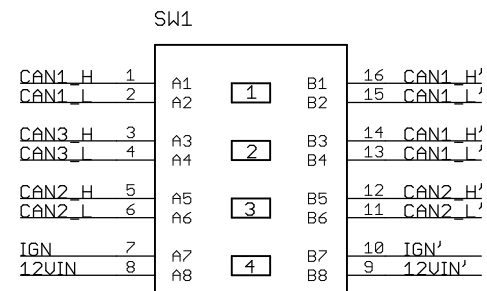 SW1
CAN1_H 1 A1 B1 16 CAN1_H'
CAN1_L 2 A2 1 B2 15 CAN1_L'
CAN3_H 3 A3 B3 14 CAN1_H'
CAN3_L 4 A4 2 B4 13 CAN1_L'
CAN2_H 5 A5 B5 12 CAN2_H'
CAN2_L 6 A6 3 B6 11 CAN2_L'
IGN 7 A7 B7 10 IGN'
12VIN 8 A8 4 B8 9 12VIN'